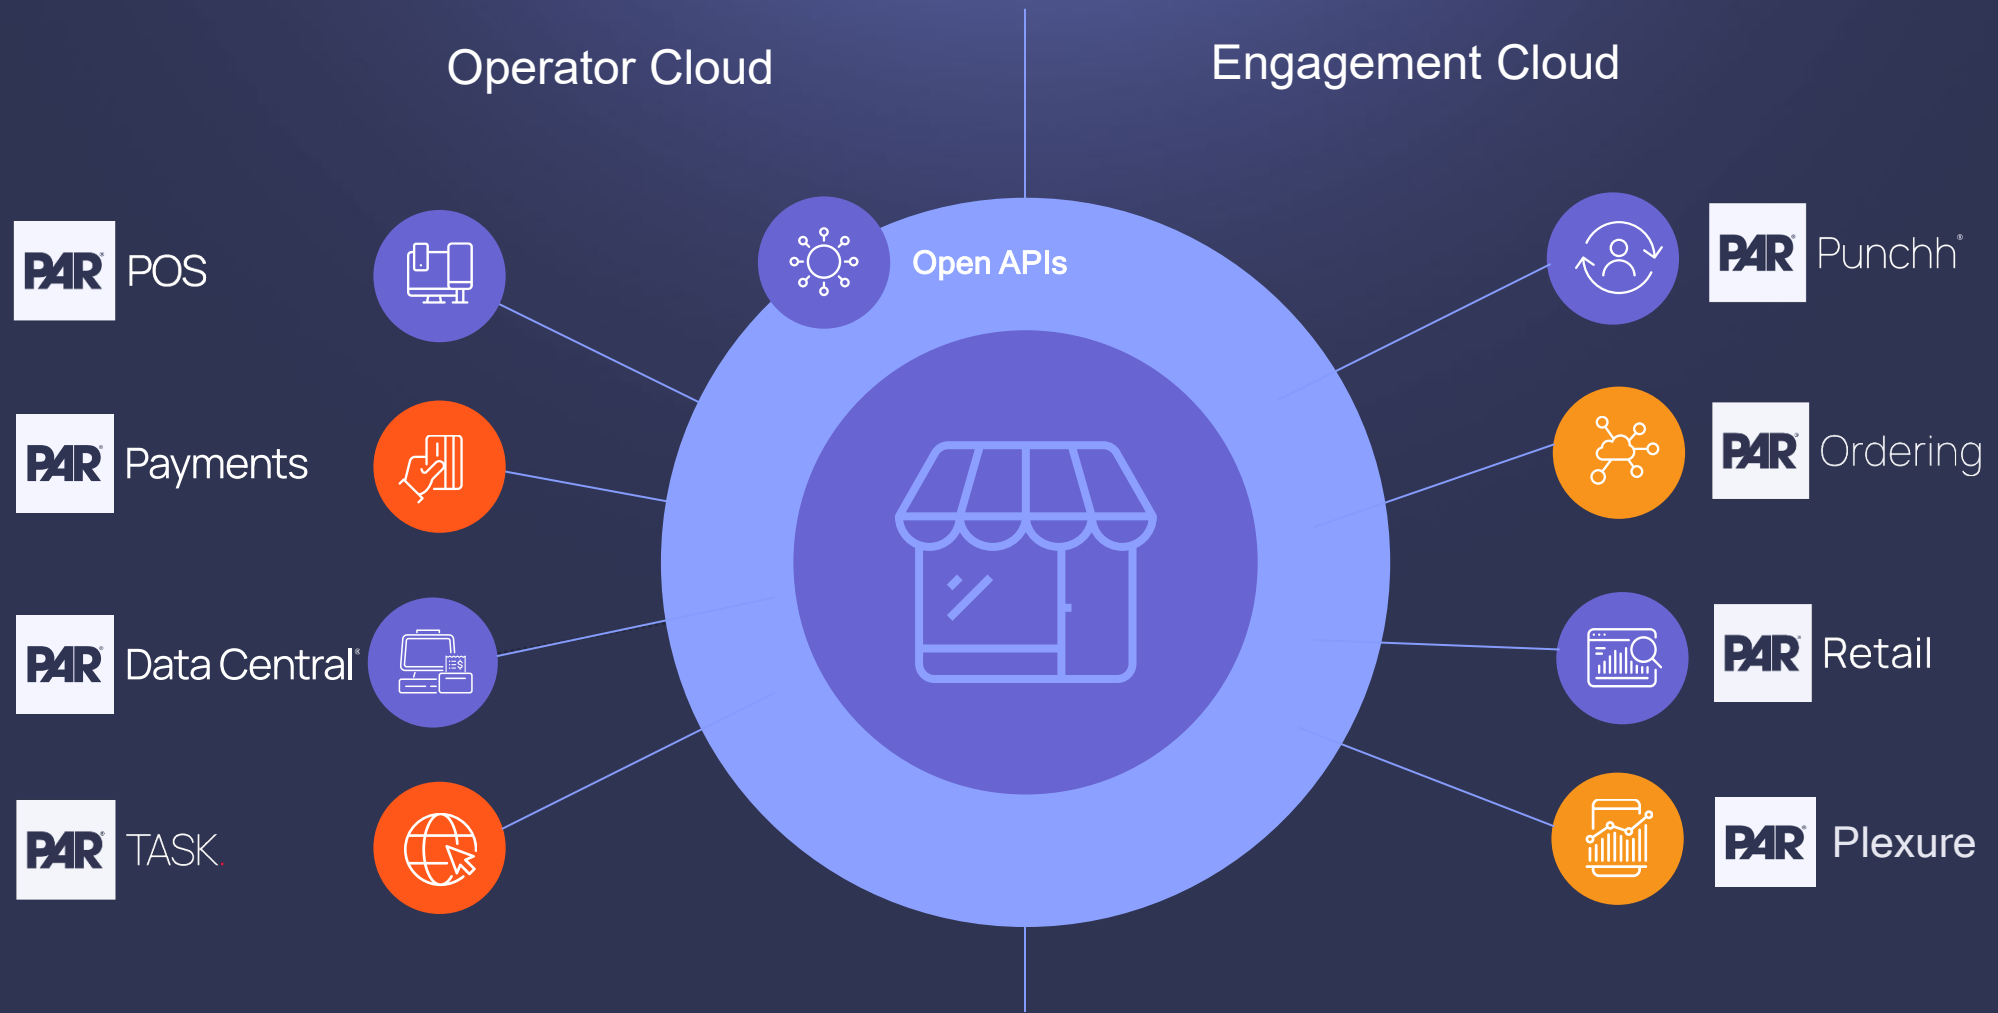 Operator Cloud
Engagement Cloud
Open APIs
PAR® POS
PAR® Payments
PAR® Data Central®
PAR® TASK.
PAR® Punchh®
PAR® Ordering
PAR® Retail
PAR® Plexure